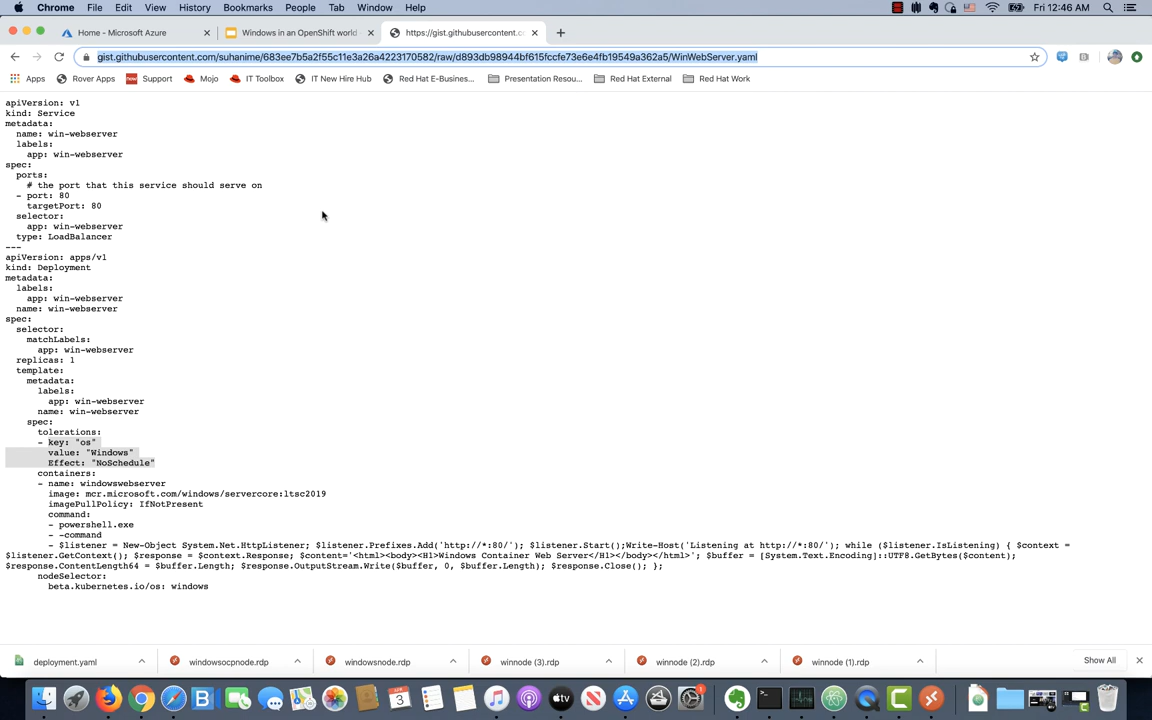 Chrome File Edit View History Bookmarks People Tab Window Help Fri 12:46 AM
Home - Microsoft Azure Windows in an OpenShift world https://gist.githubusercontent.c
gist.githubusercontent.com/suhanime/683ee7b5a2f55c11e3a26a4223170582/raw/d893db98944bf615fccfe73e6e4fb19549a362a5/WinWebServer.yaml
Apps Rover Apps now Support Mojo IT Toolbox IT New Hire Hub Red Hat E-Busines... Presentation Resou... Red Hat External Red Hat Work
apiVersion: v1
kind: Service
metadata:
  name: win-webserver
  labels:
    app: win-webserver
spec:
  ports:
    # the port that this service should serve on
  - port: 80
    targetPort: 80
  selector:
    app: win-webserver
  type: LoadBalancer
---
apiVersion: apps/v1
kind: Deployment
metadata:
  labels:
    app: win-webserver
  name: win-webserver
spec:
  selector:
    matchLabels:
      app: win-webserver
  replicas: 1
  template:
    metadata:
      labels:
        app: win-webserver
      name: win-webserver
    spec:
      tolerations:
      - key: "os"
        value: "Windows"
        Effect: "NoSchedule"
      containers:
      - name: windowswebserver
        image: mcr.microsoft.com/windows/servercore:ltsc2019
        imagePullPolicy: IfNotPresent
        command:
        - powershell.exe
        - -command
        - $listener = New-Object System.Net.HttpListener; $listener.Prefixes.Add('http://*:80/'); $listener.Start();Write-Host('Listening at http://*:80/'); while ($listener.IsListening) { $context =
$listener.GetContext(); $response = $context.Response; $content='<html><body><H1>Windows Container Web Server</H1></body></html>'; $buffer = [System.Text.Encoding]::UTF8.GetBytes($content);
$response.ContentLength64 = $buffer.Length; $response.OutputStream.Write($buffer, 0, $buffer.Length); $response.Close(); };
      nodeSelector:
        beta.kubernetes.io/os: windows
deployment.yaml windowsocpnode.rdp windowsnode.rdp winnode (3).rdp winnode (2).rdp winnode (1).rdp Show All
B tv 1
3